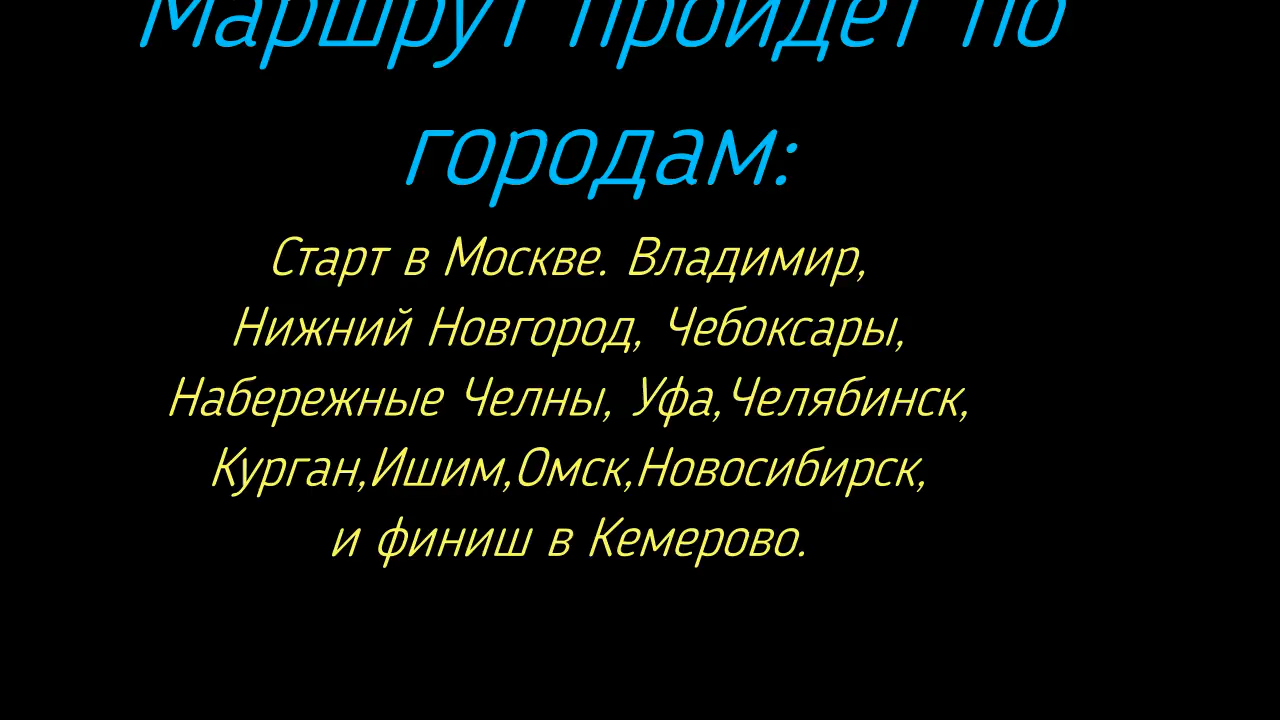 Маршрут пройдет по
городам:
Старт в Москве. Владимир,
Нижний Новгород, Чебоксары,
Набережные Челны, Уфа,Челябинск,
Курган,Ишим,Омск,Новосибирск,
и финиш в Кемерово.